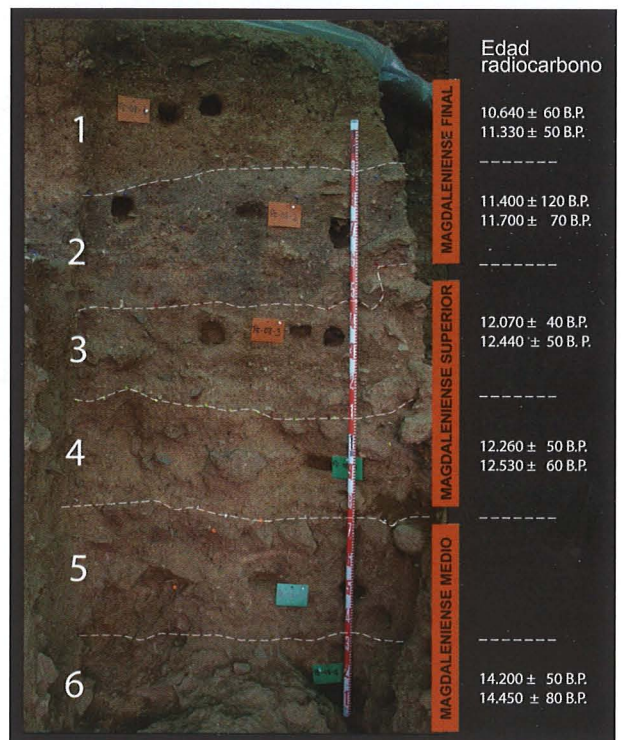 Edad
radiocarbono
1
MAGDALENIENSE FINAL
10.640 ± 60 B.P.
11.330 ± 50 B.P.
2
11.400 ± 120 B.P.
11.700 ± 70 B.P.
3
MAGDALENIENSE SUPERIOR
12.070 ± 40 B.P.
12.440 ± 50 B. P.
4
12.260 ± 50 B.P.
12.530 ± 60 B.P.
5
MAGDALENIENSE MEDIO
6
14.200 ± 50 B.P.
14.450 ± 80 B.P.